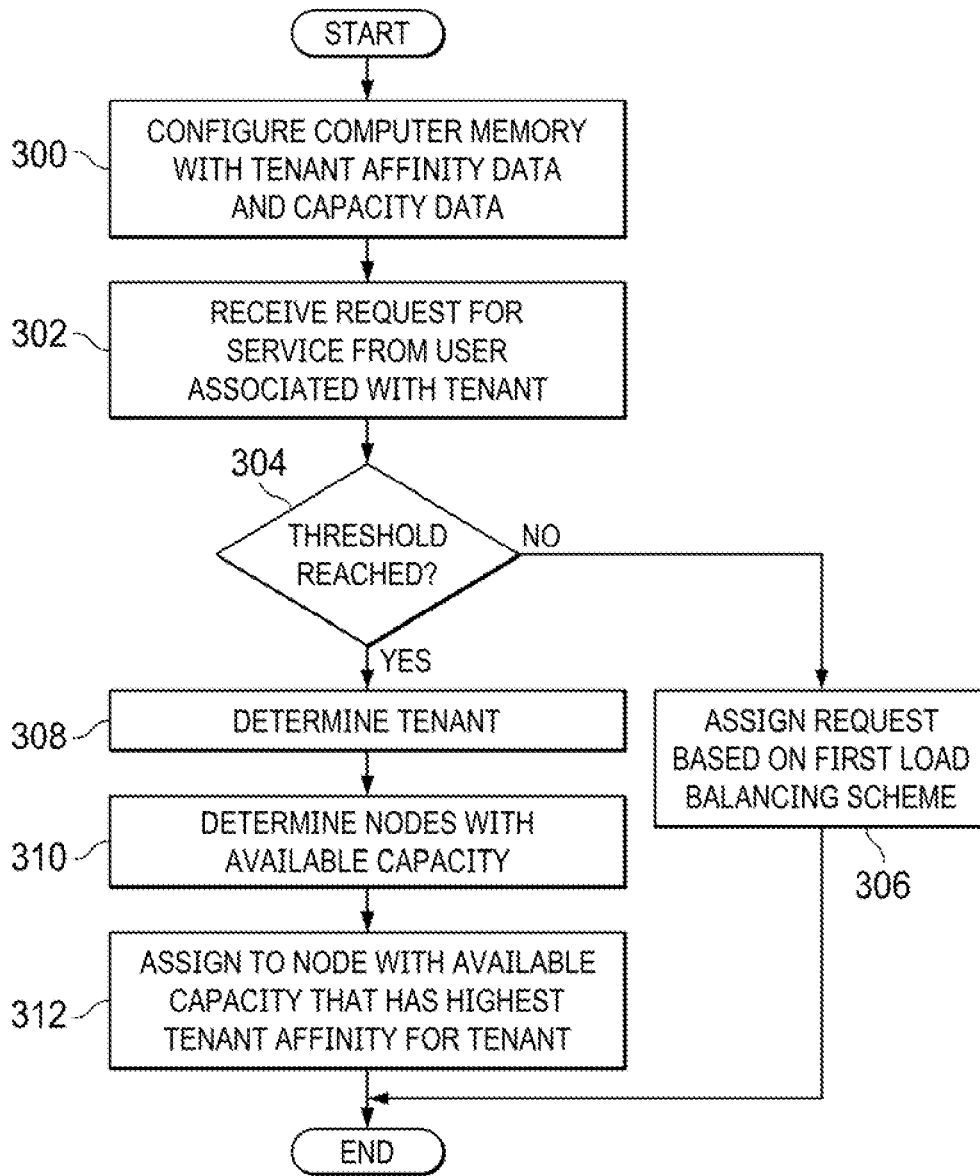 START
300
CONFIGURE COMPUTER MEMORY
WITH TENANT AFFINITY DATA
AND CAPACITY DATA
302
RECEIVE REQUEST FOR
SERVICE FROM USER
ASSOCIATED WITH TENANT
304
THRESHOLD
REACHED?
NO
YES
308
DETERMINE TENANT
ASSIGN REQUEST
BASED ON FIRST LOAD
BALANCING SCHEME
306
310
DETERMINE NODES WITH
AVAILABLE CAPACITY
312
ASSIGN TO NODE WITH AVAILABLE
CAPACITY THAT HAS HIGHEST
TENANT AFFINITY FOR TENANT
END